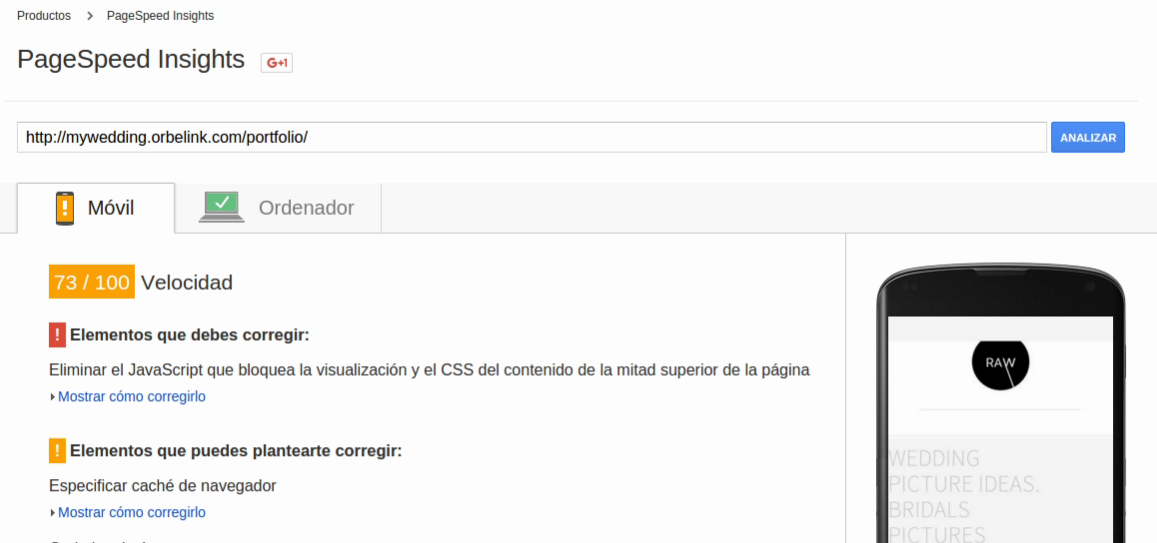 Productos > PageSpeed Insights
PageSpeed Insights G+1
http://mywedding.orbelink.com/portfolio/ ANALIZAR
Móvil Ordenador
73 / 100 Velocidad
! Elementos que debes corregir:
Eliminar el JavaScript que bloquea la visualización y el CSS del contenido de la mitad superior de la página
Mostrar cómo corregirlo
! Elementos que puedes plantearte corregir:
Especificar caché de navegador
Mostrar cómo corregirlo
RAW
WEDDING
PICTURE IDEAS.
BRIDALS
PICTURES